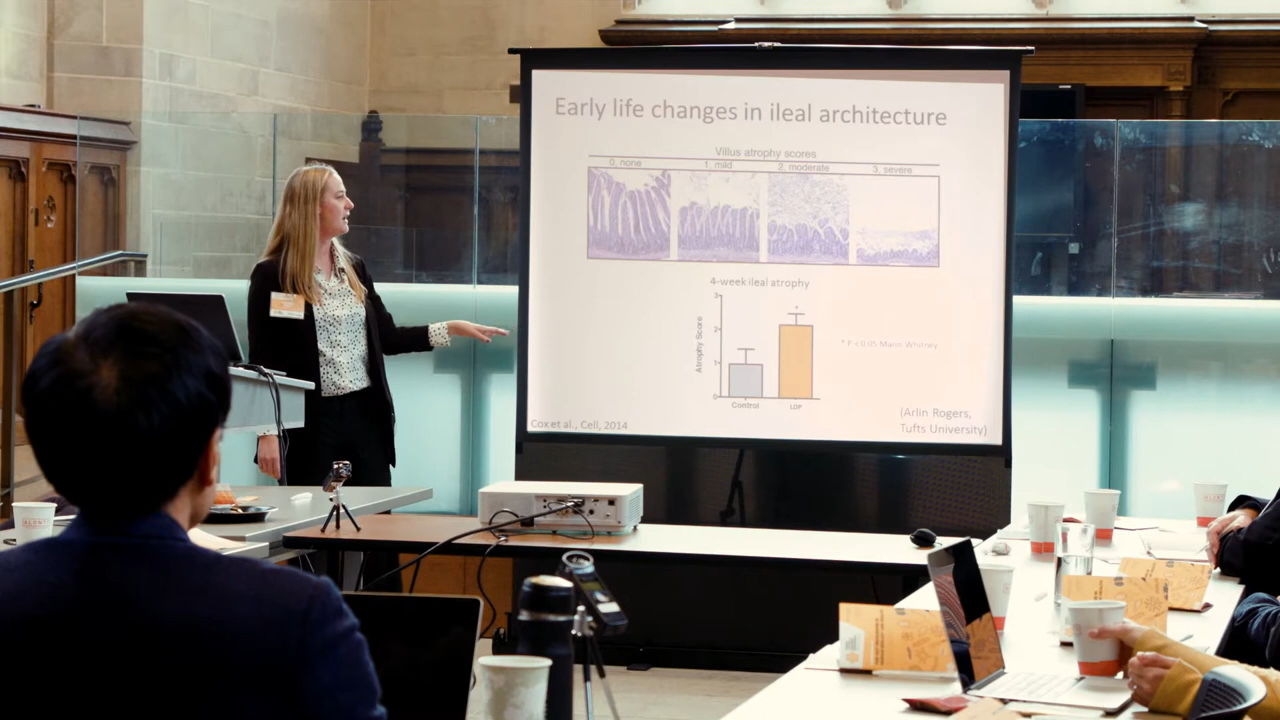 Early life changes in ileal architecture
Villus atrophy scores
0, none 1. mild 2, moderate 3, severe
4-week ileal atrophy
Atrophy Score
3
2
1
0
*
Control LDP
* P < 0.05 Mann Whitney
Cox et al., Cell, 2014
(Arlin Rogers,
Tufts University)